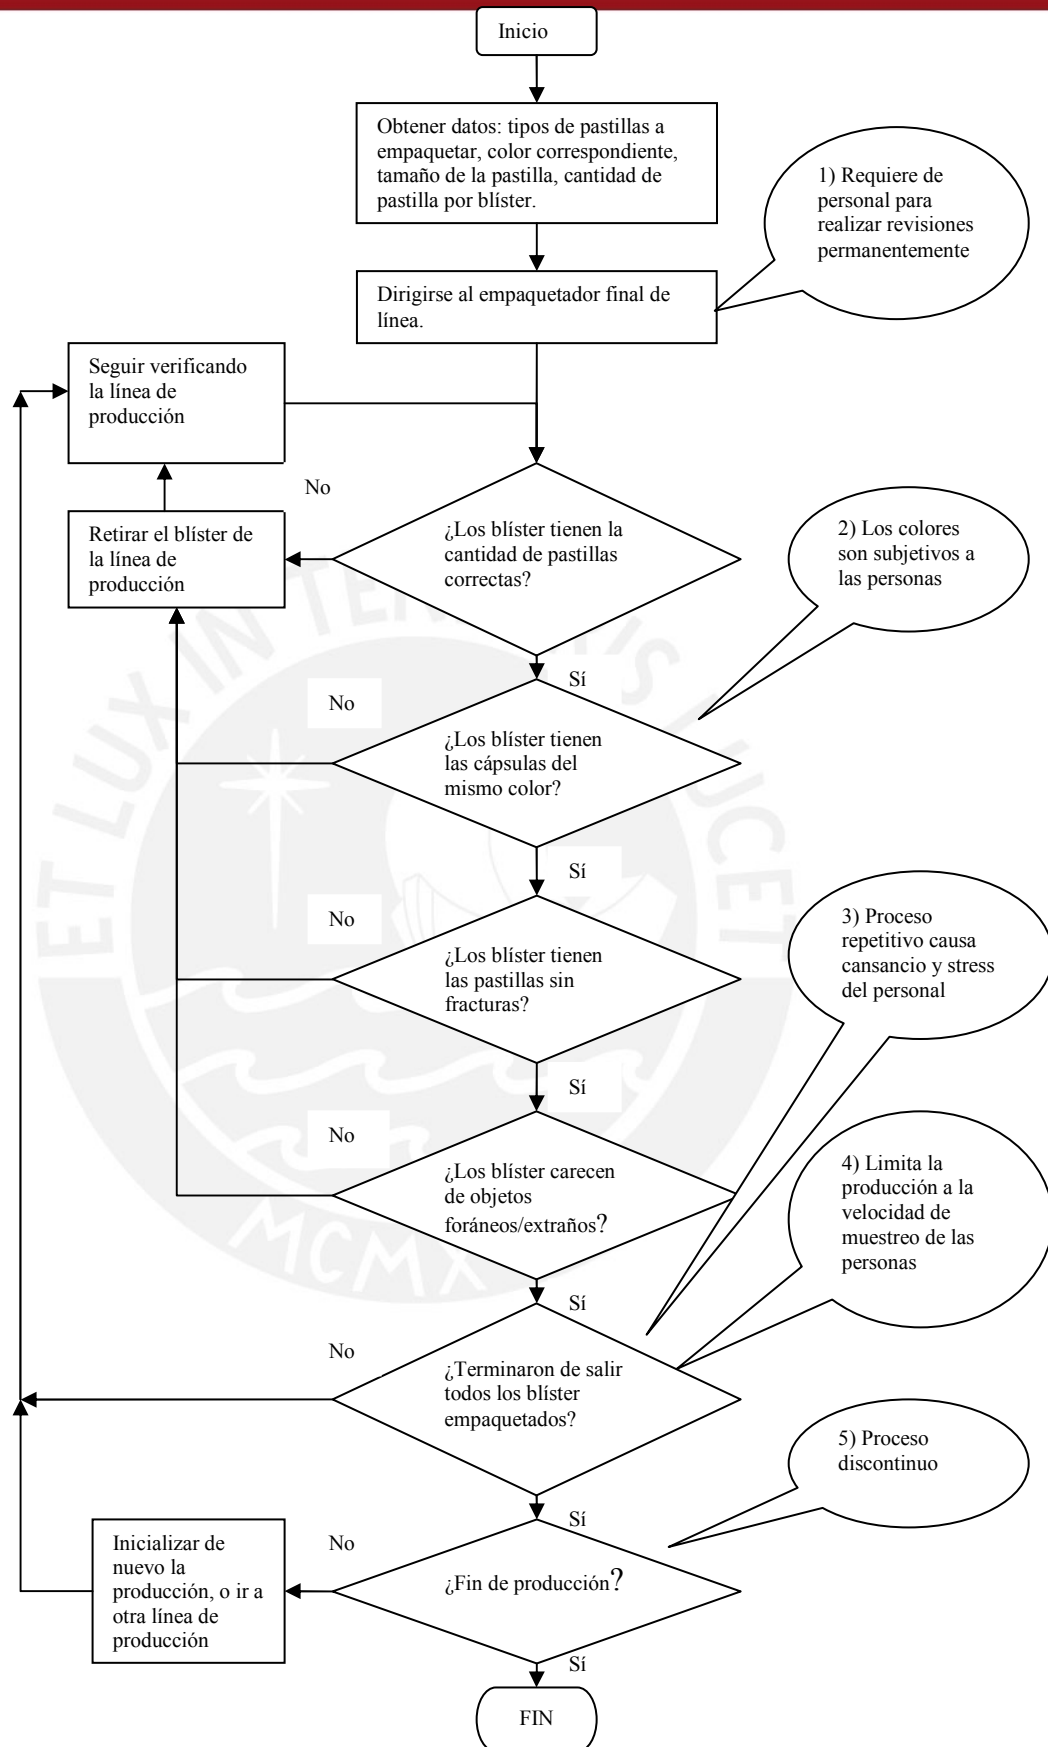 Inicio
Obtener datos: tipos de pastillas a
empaquetar, color correspondiente,
tamaño de la pastilla, cantidad de
pastilla por blíster.
1) Requiere de
personal para
realizar revisiones
permanentemente
Dirigirse al empaquetador final de
línea.
Seguir verificando
la línea de
producción
No
Retirar el blíster de
la línea de
producción
¿Los blíster tienen la
cantidad de pastillas
correctas?
2) Los colores
son subjetivos a
las personas
Sí
No
¿Los blíster tienen
las cápsulas del
mismo color?
Sí
No
¿Los blíster tienen
las pastillas sin
fracturas?
3) Proceso
repetitivo causa
cansancio y stress
del personal
Sí
No
¿Los blíster carecen
de objetos
foráneos/extraños?
4) Limita la
producción a la
velocidad de
muestreo de las
personas
Sí
No
¿Terminaron de salir
todos los blíster
empaquetados?
5) Proceso
discontinuo
Sí
No
Inicializar de
nuevo la
producción, o ir a
otra línea de
producción
¿Fin de producción?
Sí
FIN
ET LUX IN
MCMX